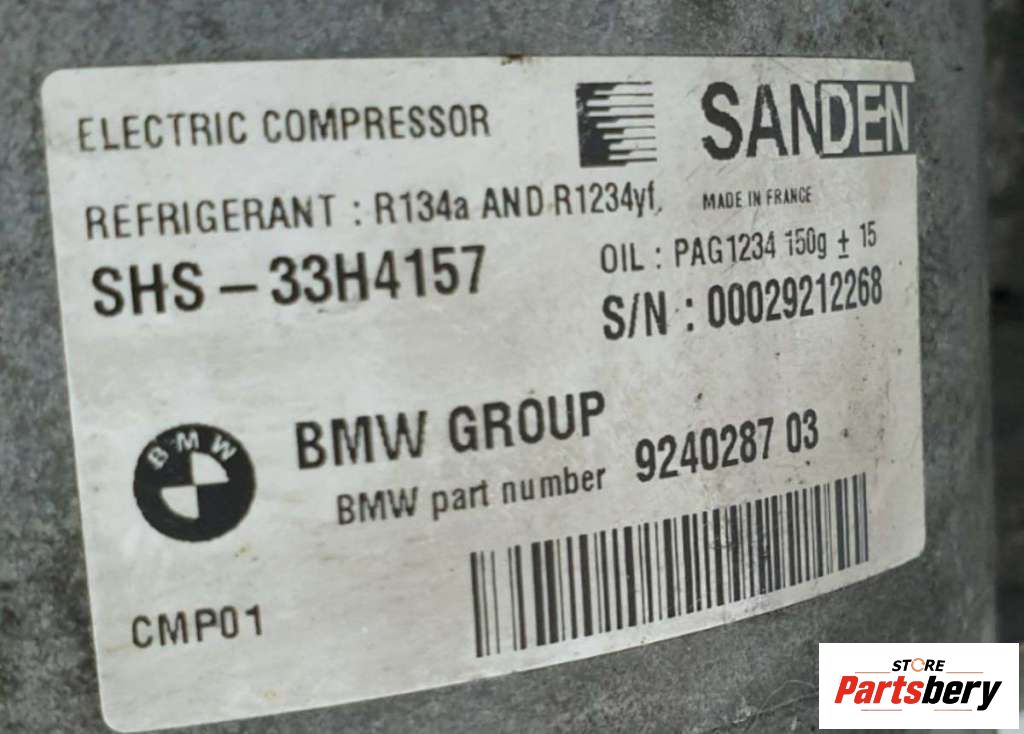 ELECTRIC COMPRESSOR
SANDEN
REFRIGERANT : R134a AND R1234yf,
MADE IN FRANCE
SHS – 33H4157
OIL : PAG1234 150g ± 15
S/N : 00029212268
BMW
BMW GROUP
BMW part number 9240287 03
CMP01
STORE
Partsbery